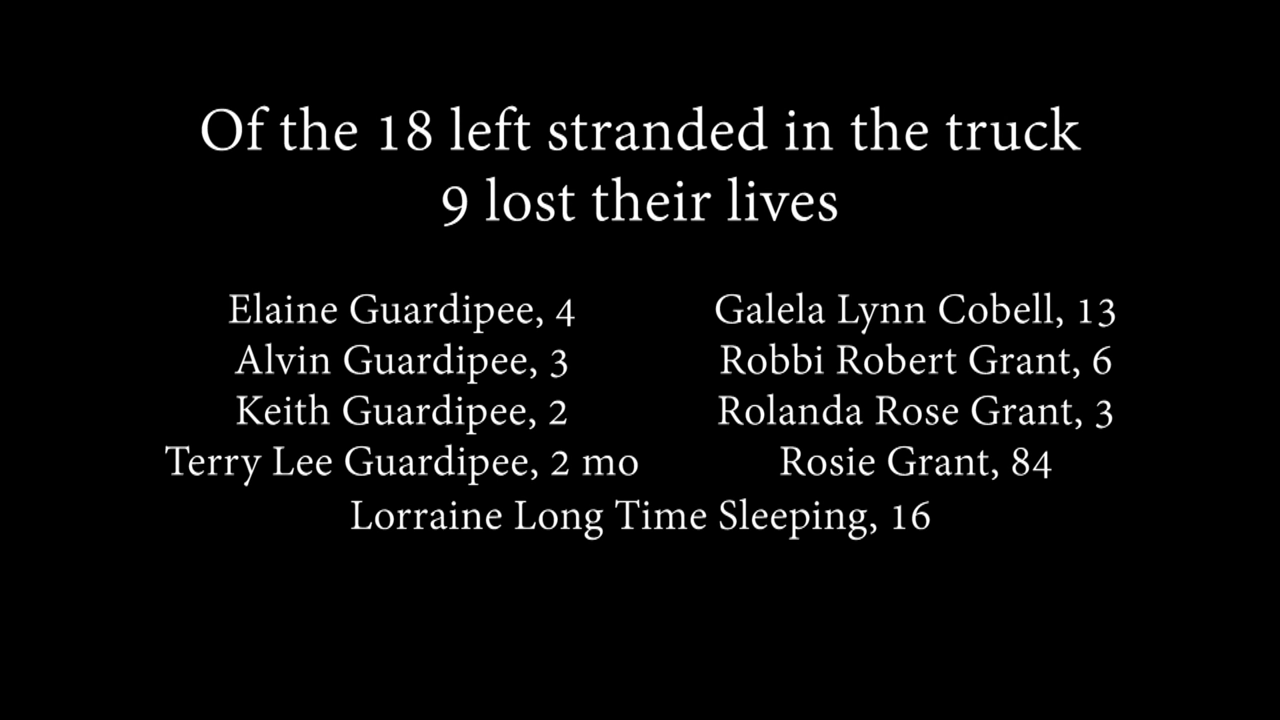 Of the 18 left stranded in the truck
9 lost their lives
Elaine Guardipee, 4
Alvin Guardipee, 3
Keith Guardipee, 2
Terry Lee Guardipee, 2 mo
Galela Lynn Cobell, 13
Robbi Robert Grant, 6
Rolanda Rose Grant, 3
Rosie Grant, 84
Lorraine Long Time Sleeping, 16